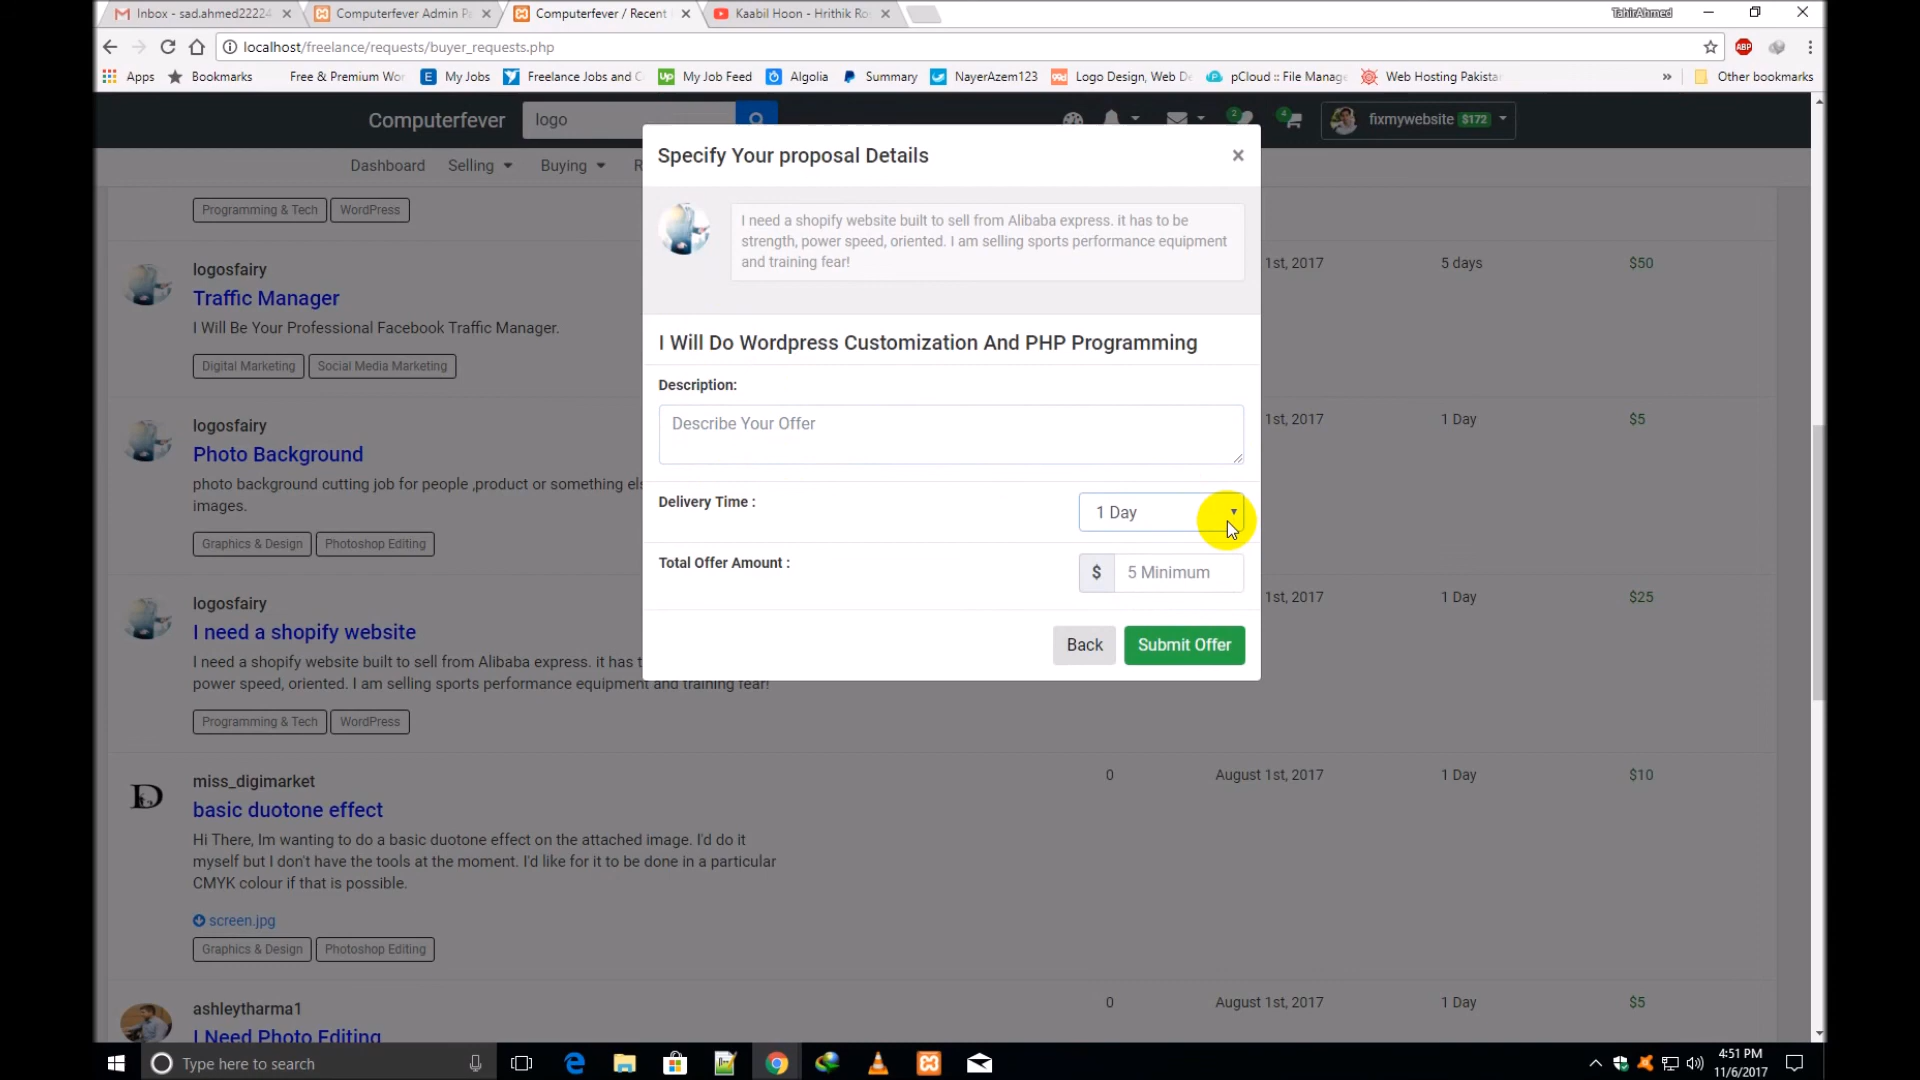 Inbox - sad.ahmed22224
Computerfever Admin Pa
Computerfever / Recent
Kaabil Hoon - Hrithik Ro
TahirAhmed
localhost/freelance/requests/buyer_requests.php
ABP
Apps
Bookmarks
Free & Premium Wo
My Jobs
Freelance Jobs and C
My Job Feed
Algolia
Summary
NayerAzem123
Logo Design, Web De
pCloud :: File Manag
Web Hosting Pakista
»
Other bookmarks
Computerfever
logo
2
4
fixmywebsite $172
Dashboard
Selling
Buying
R
Specify Your proposal Details
×
I need a shopify website built to sell from Alibaba express. it has to be
strength, power speed, oriented. I am selling sports performance equipment
and training fear!
I Will Do Wordpress Customization And PHP Programming
Description:
Describe Your Offer
Delivery Time :
1 Day
Total Offer Amount :
$
5 Minimum
Back
Submit Offer
Programming & Tech
WordPress
logosfairy
Traffic Manager
I Will Be Your Professional Facebook Traffic Manager.
Digital Marketing
Social Media Marketing
1st, 2017
5 days
$50
logosfairy
Photo Background
photo background cutting job for people ,product or something els
images.
Graphics & Design
Photoshop Editing
1st, 2017
1 Day
$5
logosfairy
I need a shopify website
I need a shopify website built to sell from Alibaba express. it has t
power speed, oriented. I am selling sports performance equipment and training fear!
Programming & Tech
WordPress
1st, 2017
1 Day
$25
miss_digimarket
basic duotone effect
Hi There, Im wanting to do a basic duotone effect on the attached image. I'd do it
myself but I don't have the tools at the moment. I'd like for it to be done in a particular
CMYK colour if that is possible.
screen.jpg
Graphics & Design
Photoshop Editing
0
August 1st, 2017
1 Day
$10
ashleytharma1
I Need Photo Editing
0
August 1st, 2017
1 Day
$5
Type here to search
4:51 PM
11/6/2017